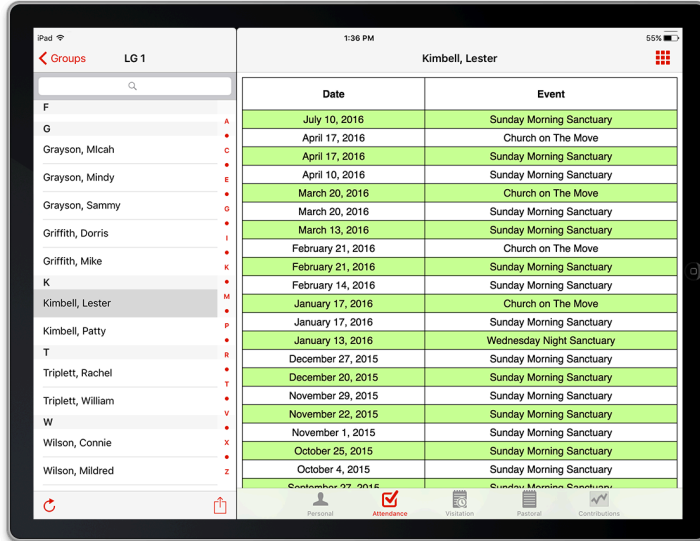 iPad 1:36 PM 55%
Groups LG 1 Kimbell, Lester
F
G
Grayson, MIcah
Grayson, Mindy
Grayson, Sammy
Griffith, Dorris
Griffith, Mike
K
Kimbell, Lester
Kimbell, Patty
T
Triplett, Rachel
Triplett, William
W
Wilson, Connie
Wilson, Mildred
A
C
E
G
I
K
M
P
R
T
V
X
Z
Date Event
July 10, 2016 Sunday Morning Sanctuary
April 17, 2016 Church on The Move
April 17, 2016 Sunday Morning Sanctuary
April 10, 2016 Sunday Morning Sanctuary
March 20, 2016 Church on The Move
March 20, 2016 Sunday Morning Sanctuary
March 13, 2016 Sunday Morning Sanctuary
February 21, 2016 Church on The Move
February 21, 2016 Sunday Morning Sanctuary
February 14, 2016 Sunday Morning Sanctuary
January 17, 2016 Church on The Move
January 17, 2016 Sunday Morning Sanctuary
January 13, 2016 Wednesday Night Sanctuary
December 27, 2015 Sunday Morning Sanctuary
December 20, 2015 Sunday Morning Sanctuary
November 29, 2015 Sunday Morning Sanctuary
November 22, 2015 Sunday Morning Sanctuary
November 1, 2015 Sunday Morning Sanctuary
October 25, 2015 Sunday Morning Sanctuary
October 4, 2015 Sunday Morning Sanctuary
September 27, 2015 Sunday Morning Sanctuary
Personal Attendance Visitation Pastoral Contributions